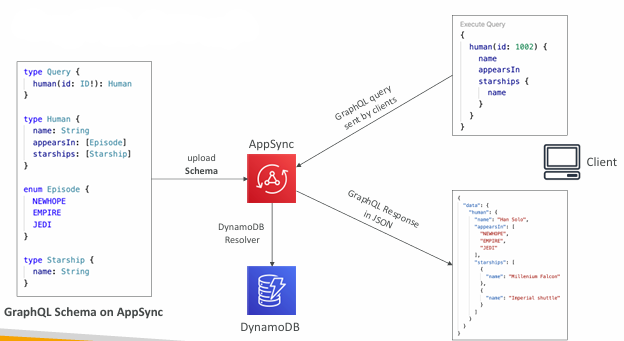 type Query {
human(id: ID!): Human
}
type Human {
name: String
appearsIn: [Episode]
starships: [Starship]
}
enum Episode {
NEWHOPE
EMPIRE
JEDI
}
type Starship {
name: String
}
GraphQL Schema on AppSync
upload
Schema
AppSync
DynamoDB
Resolver
DynamoDB
GraphQL query
sent by clients
GraphQL Response
in JSON
Execute Query
{
human(id: 1002) {
name
appearsIn
starships {
name
}
}
}
Client
{
"data": {
"human": {
"name": "Han Solo",
"appearsIn": [
"NEWHOPE",
"EMPIRE",
"JEDI"
],
"starships": [
{
"name": "Millenium Falcon"
},
{
"name": "Imperial shuttle"
}
]
}
}
}